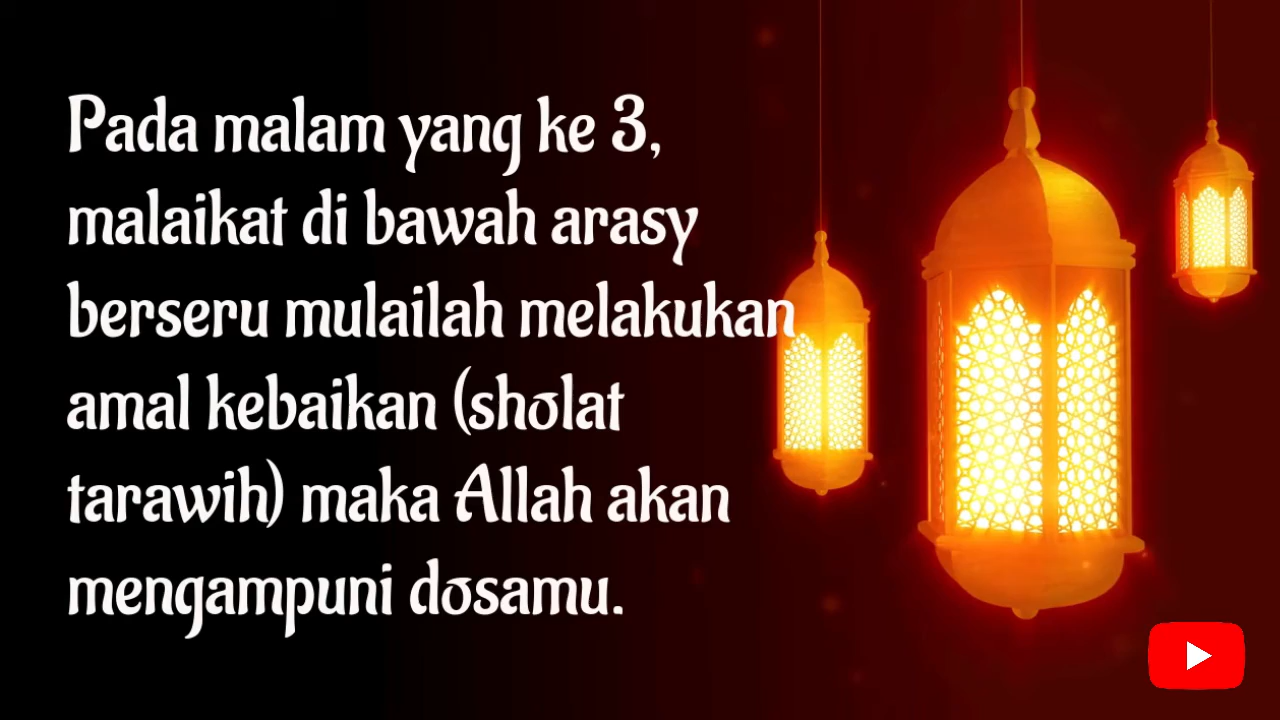 Pada malam yang ke 3,
malaikat di bawah arasy
berseru mulailah melakukan
amal kebaikan (sholat
tarawih) maka Allah akan
mengampuni dosamu.